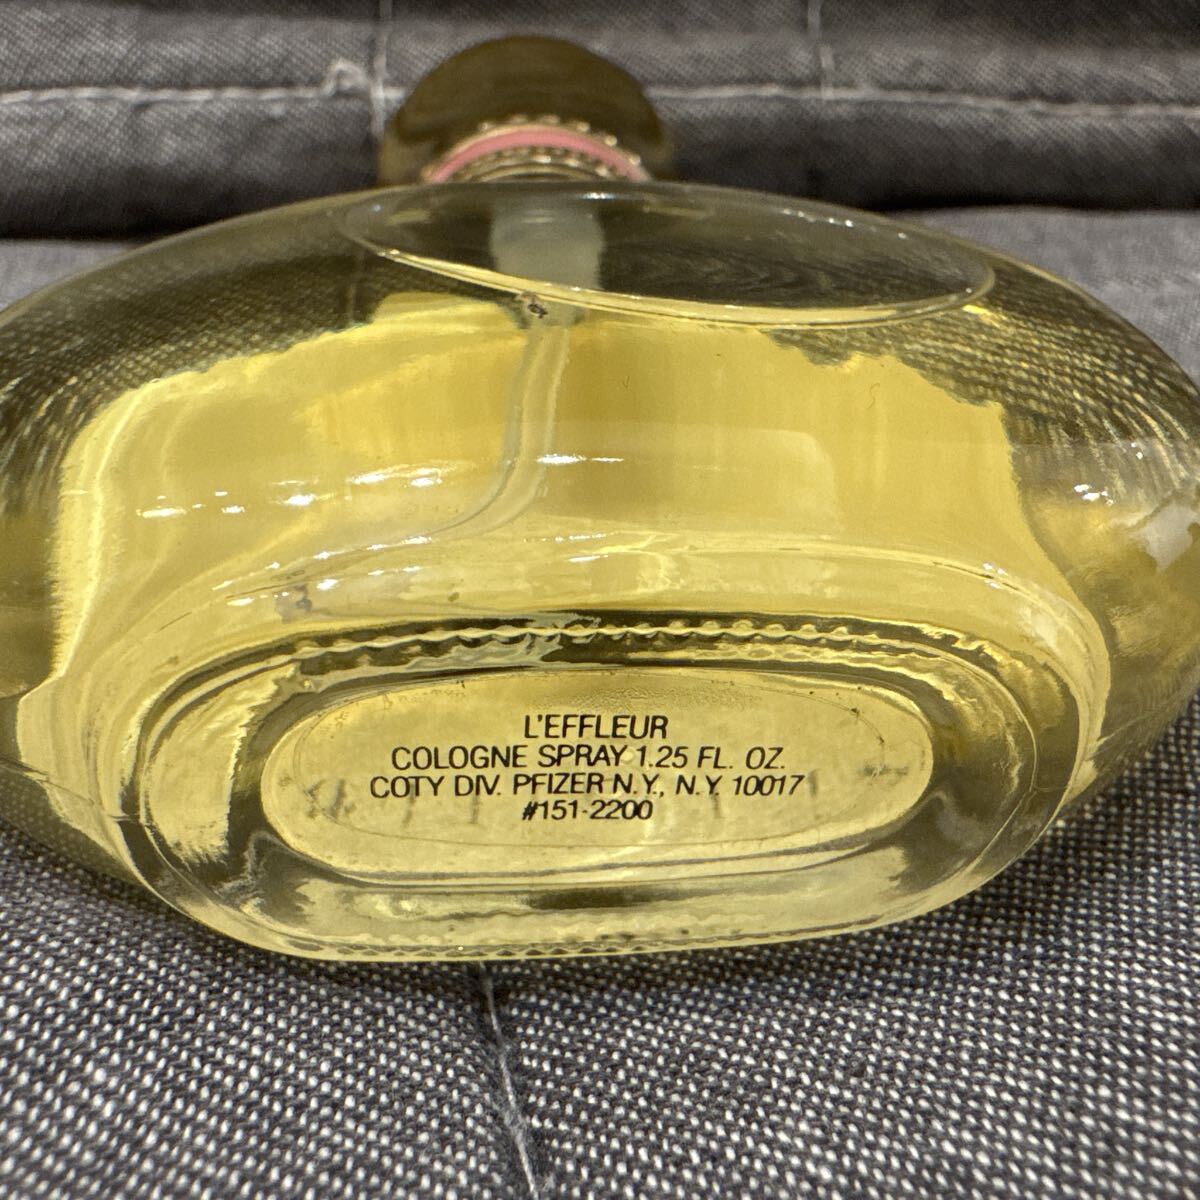 L'EFFLEUR
COLOGNE SPRAY 1.25 FL. OZ.
COTY DIV. PFIZER N.Y., N.Y. 10017
#151-2200